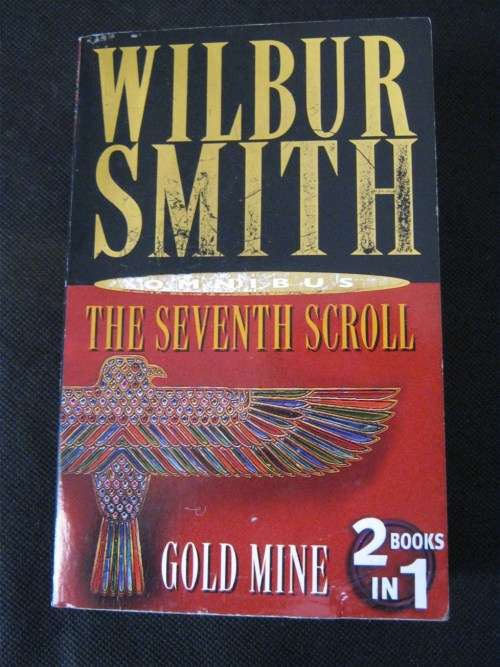 WILBUR
SMITH
OMNIBUS
THE SEVENTH SCROLL
GOLD MINE
2 BOOKS
IN 1